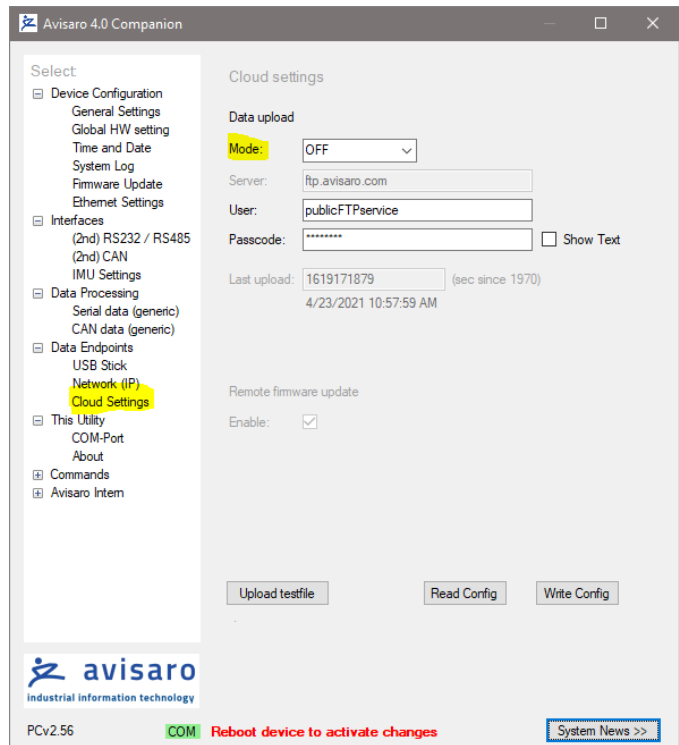 Avisaro 4.0 Companion
Select:
Device Configuration
General Settings
Global HW setting
Time and Date
System Log
Firmware Update
Ethernet Settings
Interfaces
(2nd) RS232 / RS485
(2nd) CAN
IMU Settings
Data Processing
Serial data (generic)
CAN data (generic)
Data Endpoints
USB Stick
Network (IP)
Cloud Settings
This Utility
COM-Port
About
Commands
Avisaro Intern
Cloud settings
Data upload
Mode: OFF
Server: ftp.avisaro.com
User: publicFTPservice
Passcode: ******** Show Text
Last upload: 1619171879 (sec since 1970)
4/23/2021 10:57:59 AM
Remote firmware update
Enable:
Upload testfile Read Config Write Config
avisaro
industrial information technology
PCv2.56 COM Reboot device to activate changes System News >>